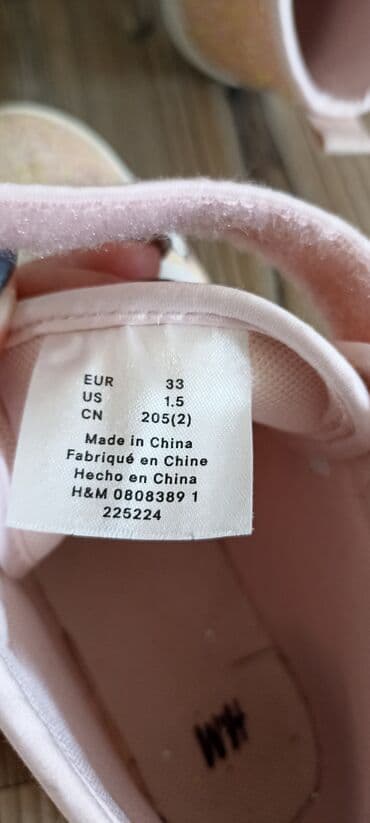 EUR 33
US 1.5
CN 205(2)
Made in China
Fabriqué en Chine
Hecho en China
H&M 0808389 1
225224
H&M